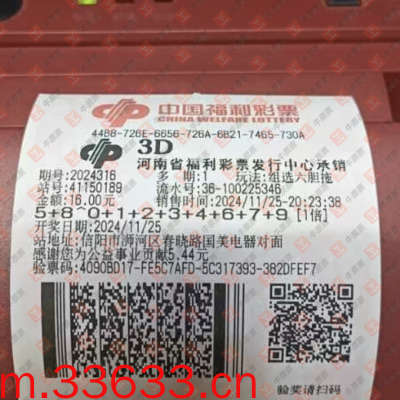 中国福利彩票
CHINA WELFARE LOTTERY
4488-726E-6656-726A-6B21-7465-730A
3D
河南省福利彩票发行中心承销
期号:2024316 多期:1 玩法:组选六胆拖
站号:41150189 流水号:36-100225346
金额:16.00元 销售时间:2024/11/25-20:23:38
5+8^0+1+2+3+4+6+7+9 [1倍]
开奖日期:2024/11/25
站地址:信阳市浉河区春晓路国美电器对面
感谢您为公益事业贡献5.44元
验票码:4090BD17-FE5C7AFD-5C317393-382DFEF7
验奖请扫码
m.33633.cn